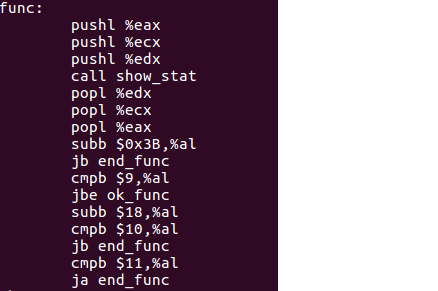 func:
pushl %eax
pushl %ecx
pushl %edx
call show_stat
popl %edx
popl %ecx
popl %eax
subb $0x3B,%al
jb end_func
cmpb $9,%al
jbe ok_func
subb $18,%al
cmpb $10,%al
jb end_func
cmpb $11,%al
ja end_func